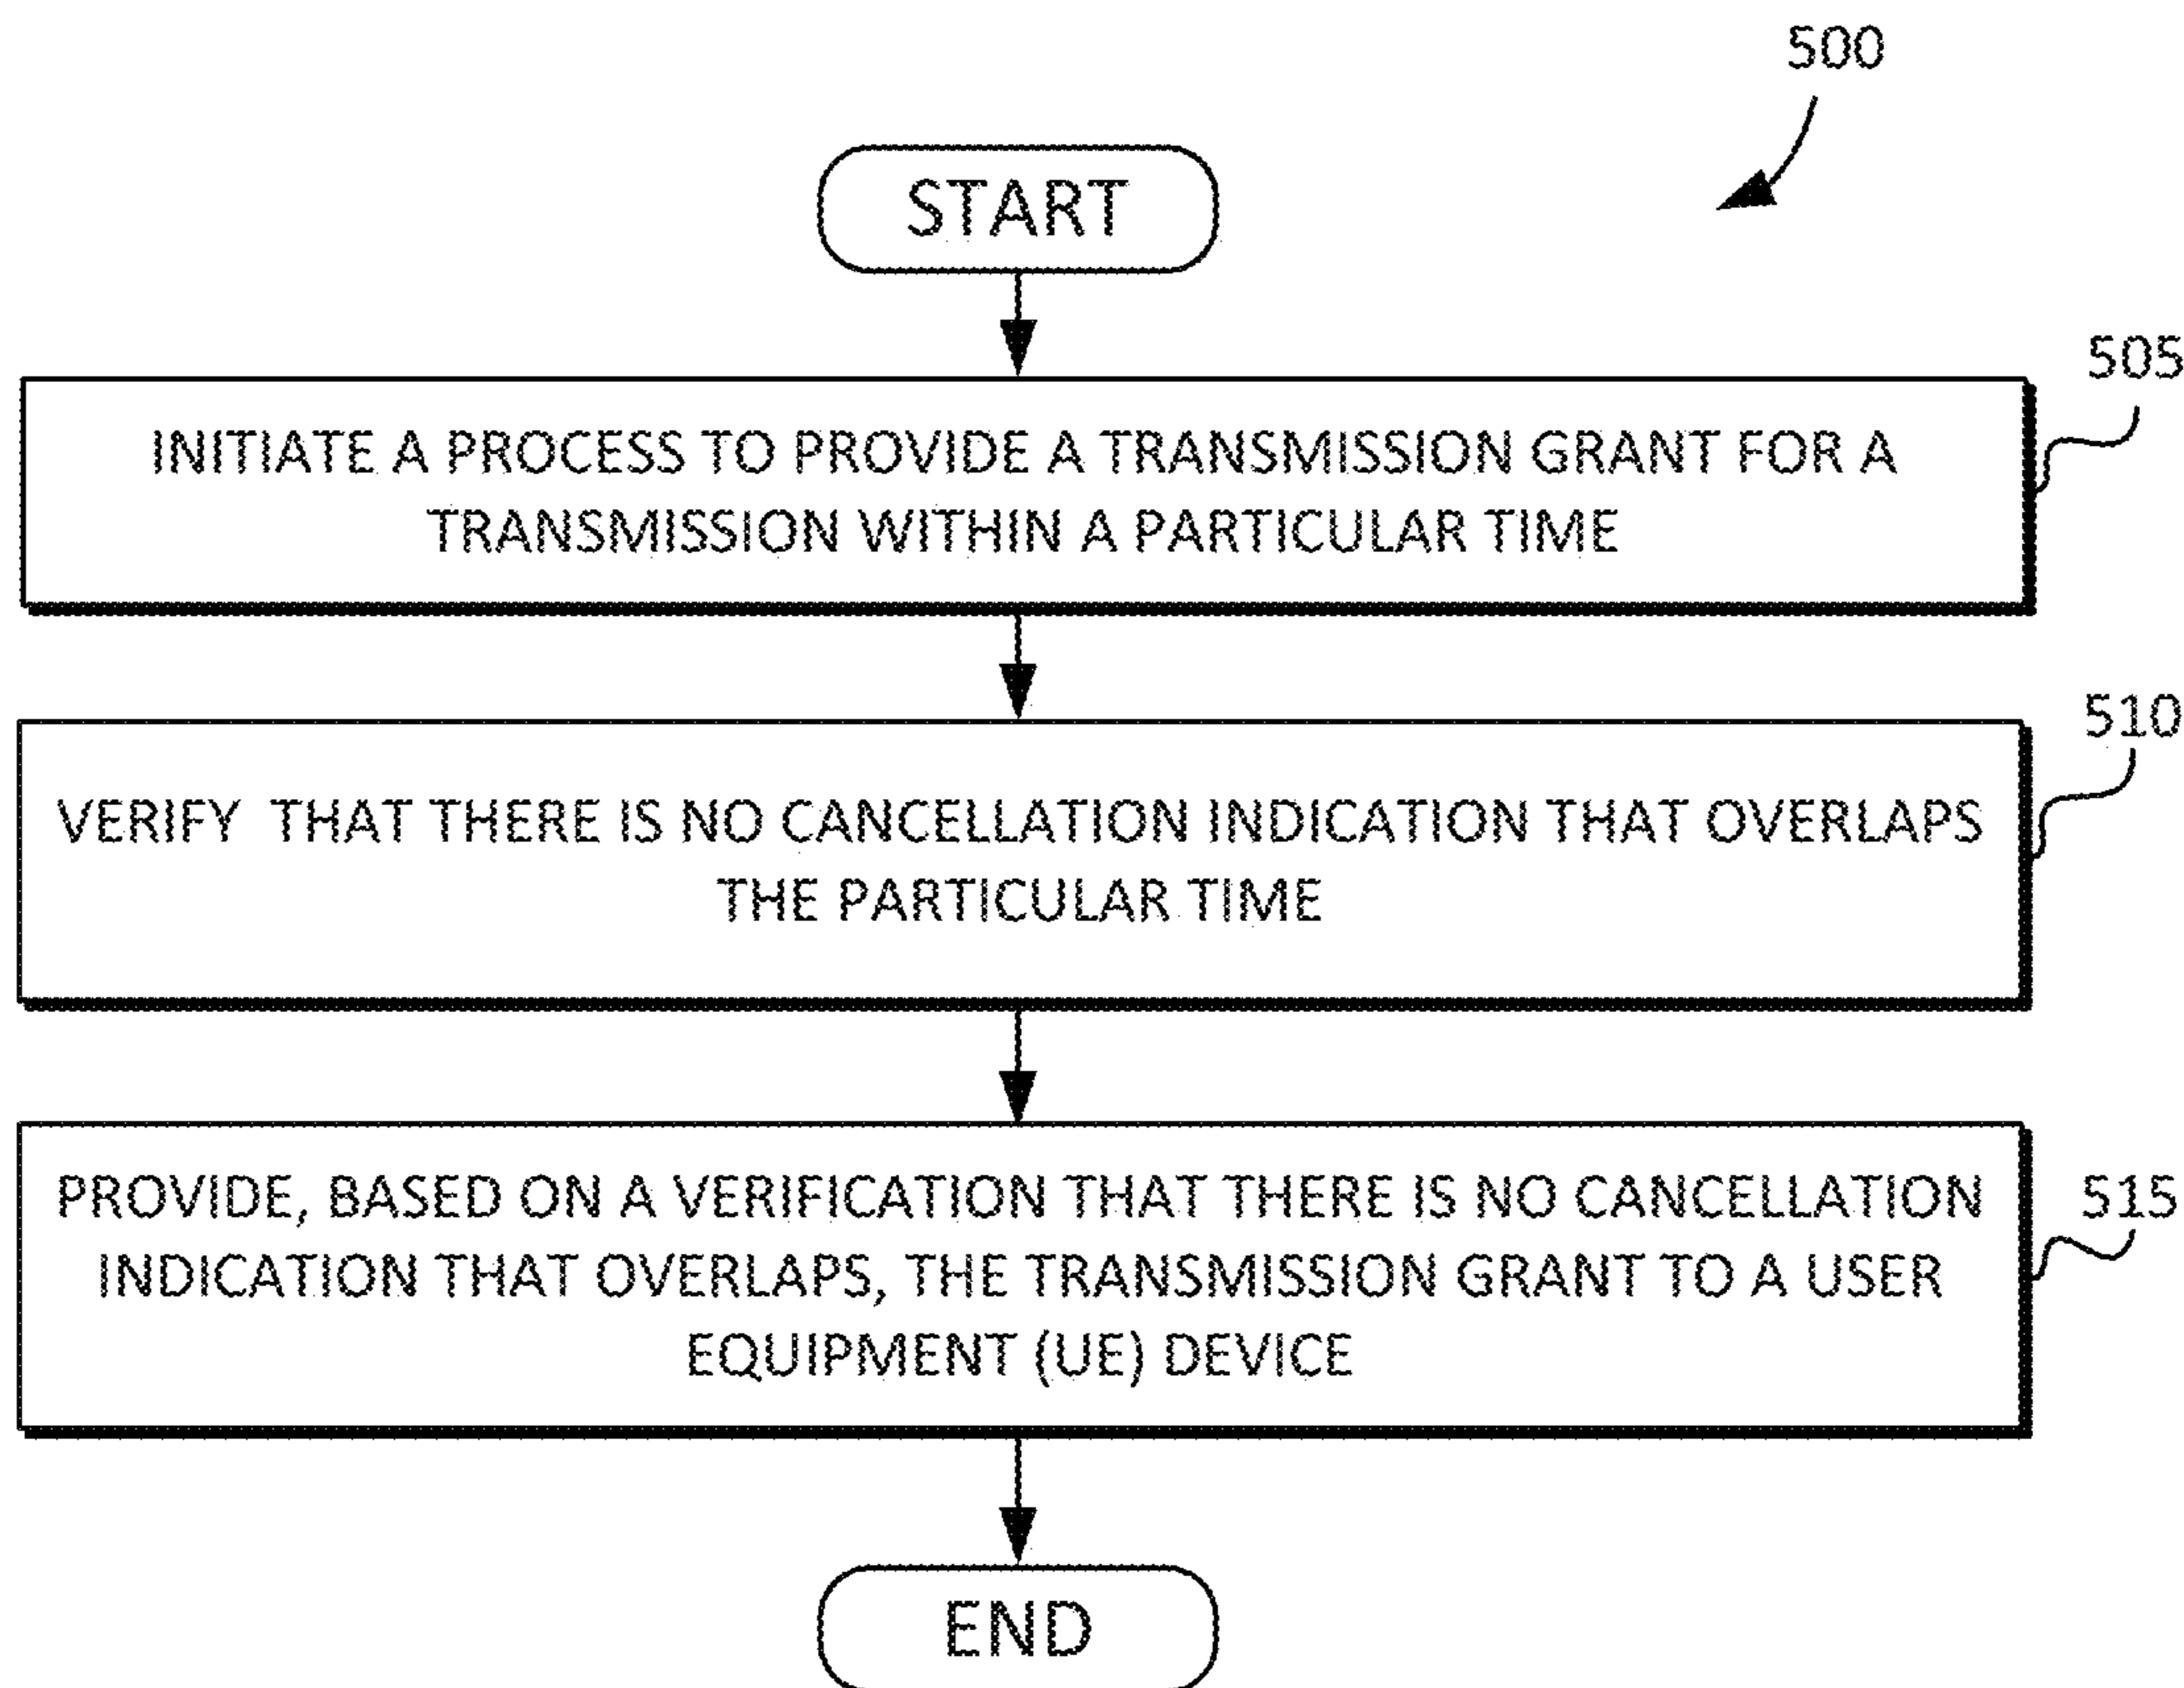 500
START
505
INITIATE A PROCESS TO PROVIDE A TRANSMISSION GRANT FOR A
TRANSMISSION WITHIN A PARTICULAR TIME
510
VERIFY THAT THERE IS NO CANCELLATION INDICATION THAT OVERLAPS
THE PARTICULAR TIME
PROVIDE, BASED ON A VERIFICATION THAT THERE IS NO CANCELLATION
515
INDICATION THAT OVERLAPS, THE TRANSMISSION GRANT TO A USER
EQUIPMENT (UE) DEVICE
END